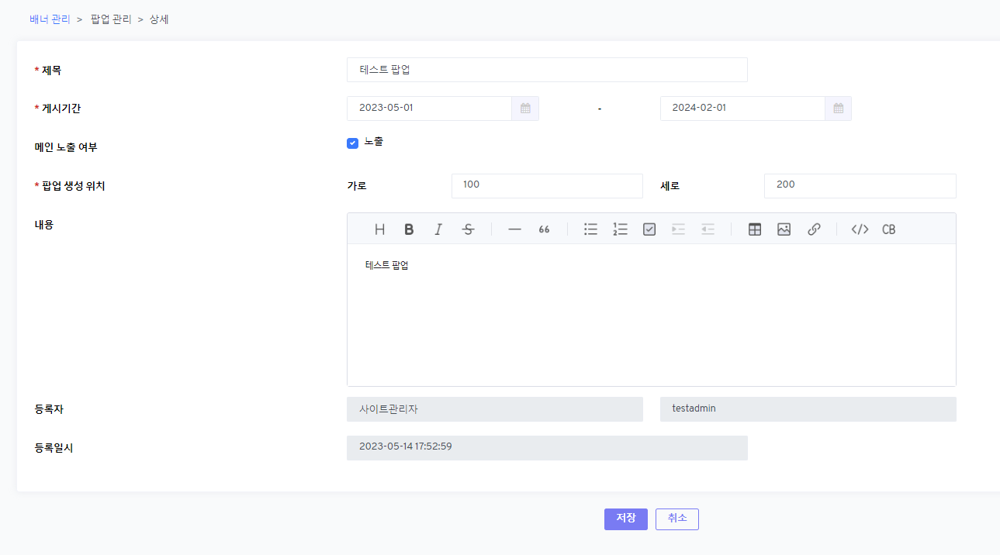 배너 관리 > 팝업 관리 > 상세
* 제목 테스트 팝업
* 게시기간 2023-05-01 - 2024-02-01
메인 노출 여부 노출
* 팝업 생성 위치 가로 100 세로 200
내용 H B I S — 66 CB
테스트 팝업
등록자 사이트관리자 testadmin
등록일시 2023-05-14 17:52:59
저장 취소